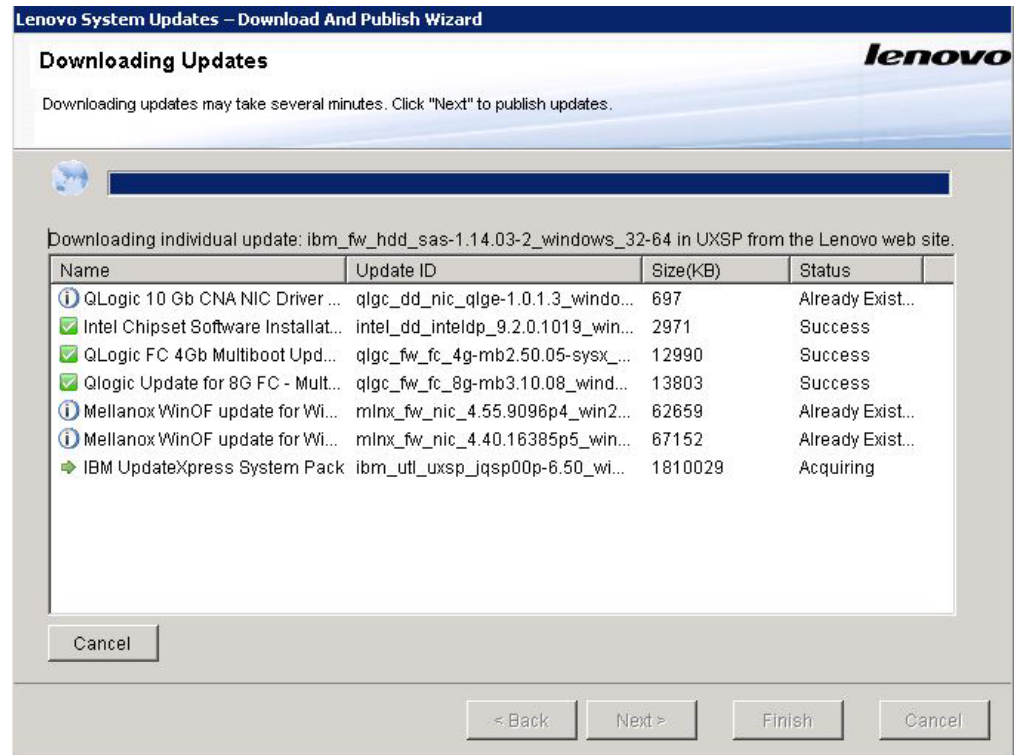 Lenovo System Updates – Download And Publish Wizard
Downloading Updates
lenovo
Downloading updates may take several minutes. Click "Next" to publish updates.
Downloading individual update: ibm_fw_hdd_sas-1.14.03-2_windows_32-64 in UXSP from the Lenovo web site.
Name Update ID Size(KB) Status
QLogic 10 Gb CNA NIC Driver ... qlgc_dd_nic_qlge-1.0.1.3_windo... 697 Already Exist...
Intel Chipset Software Installat... intel_dd_inteldp_9.2.0.1019_win... 2971 Success
QLogic FC 4Gb Multiboot Upd... qlgc_fw_fc_4g-mb2.50.05-sysx_... 12990 Success
Qlogic Update for 8G FC - Mult... qlgc_fw_fc_8g-mb3.10.08_wind... 13803 Success
Mellanox WinOF update for Wi... mlnx_fw_nic_4.55.9096p4_win2... 62659 Already Exist...
Mellanox WinOF update for Wi... mlnx_fw_nic_4.40.16385p5_win... 67152 Already Exist...
IBM UpdateXpress System Pack ibm_utl_uxsp_jqsp00p-6.50_wi... 1810029 Acquiring
Cancel
< Back Next > Finish Cancel